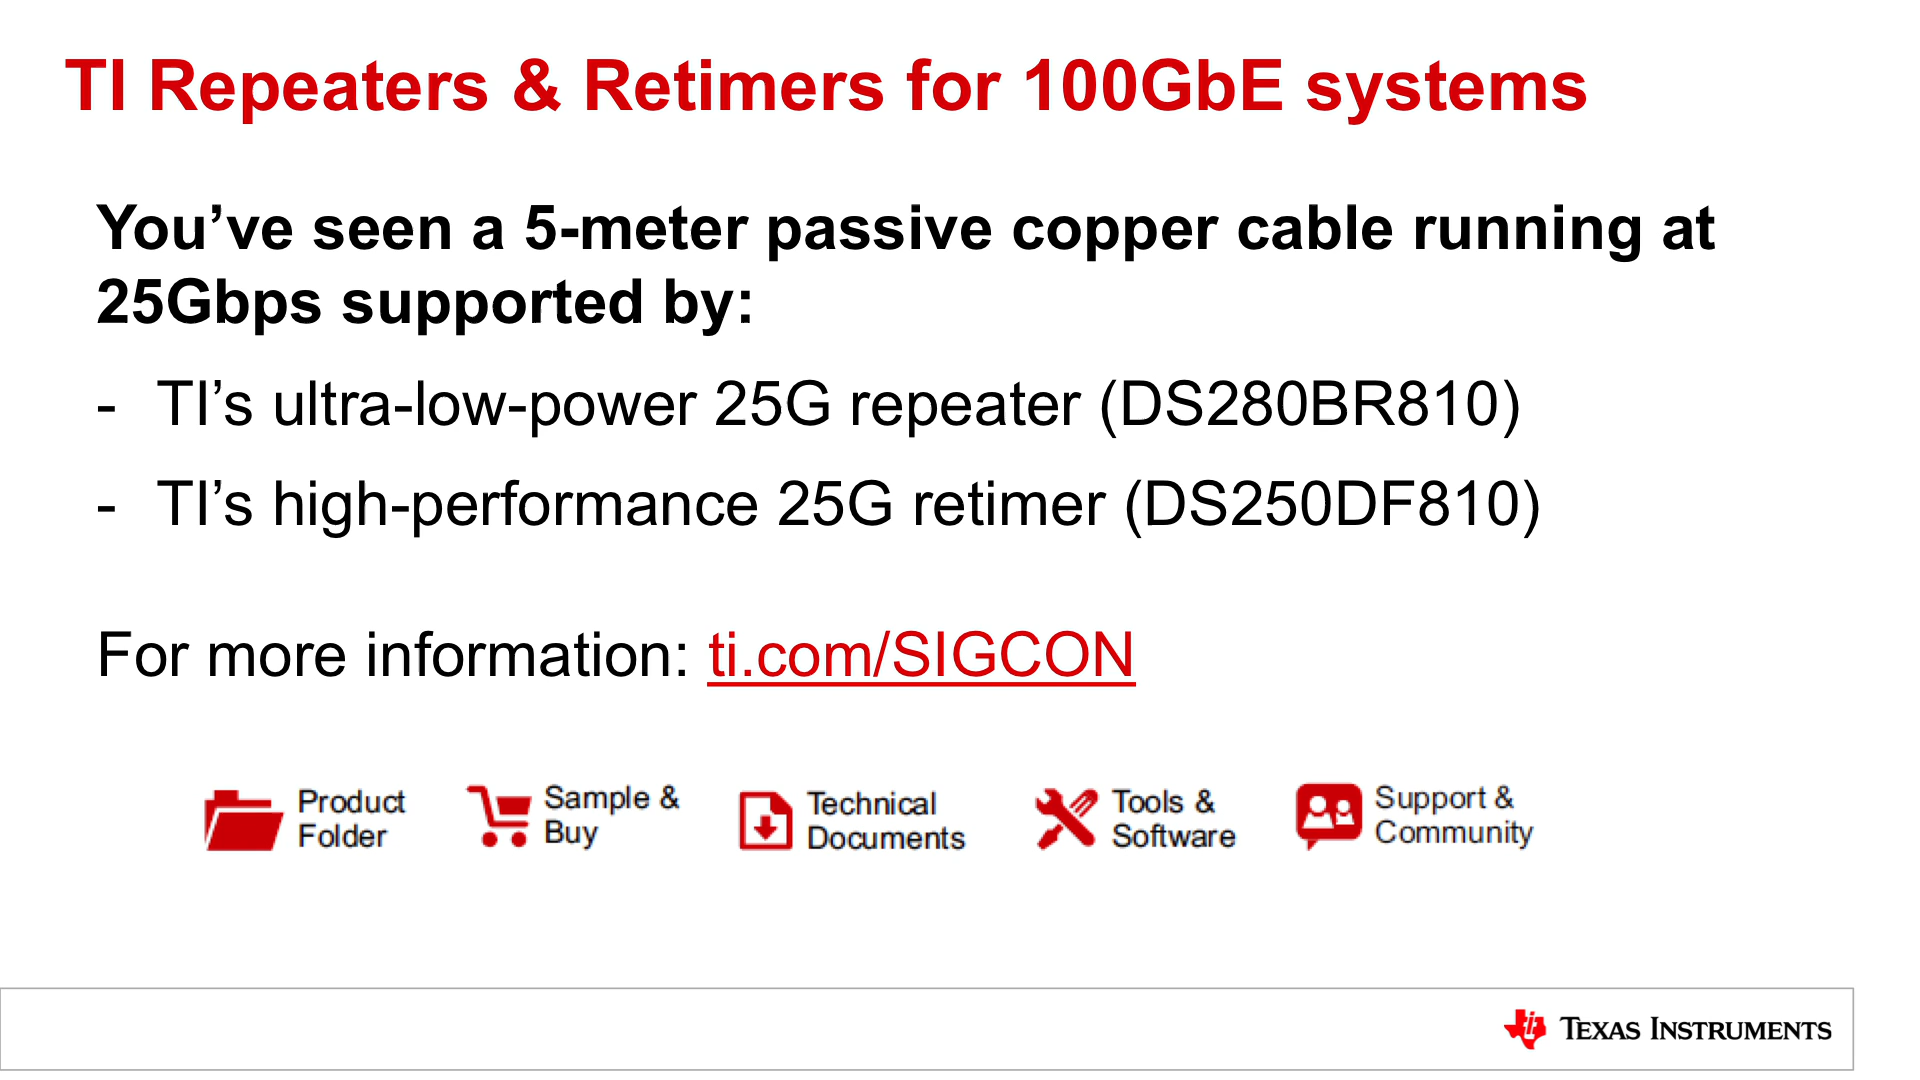 TI Repeaters & Retimers for 100GbE systems
You’ve seen a 5-meter passive copper cable running at
25Gbps supported by:
- TI’s ultra-low-power 25G repeater (DS280BR810)
- TI’s high-performance 25G retimer (DS250DF810)
For more information: ti.com/SIGCON
Product
Folder
Sample &
Buy
Technical
Documents
Tools &
Software
Support &
Community
TEXAS INSTRUMENTS